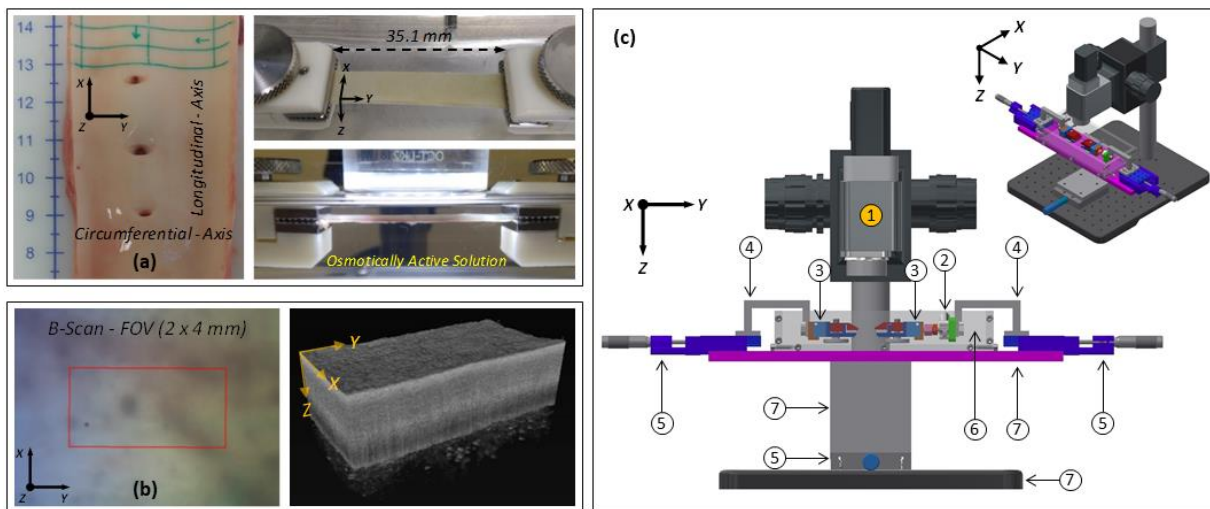 14
13
12
11
10
9
8
X
Z
Y
Longitudinal - Axis
Circumferential - Axis
(a)
35.1 mm
X
Y
Z
Osmotically Active Solution
B-Scan - FOV (2 x 4 mm)
X
Z
Y
(b)
Y
X
Z
(c)
X
Y
Z
X
Y
Z
1
4
3
3
2
4
5
7
6
7
5
5
7